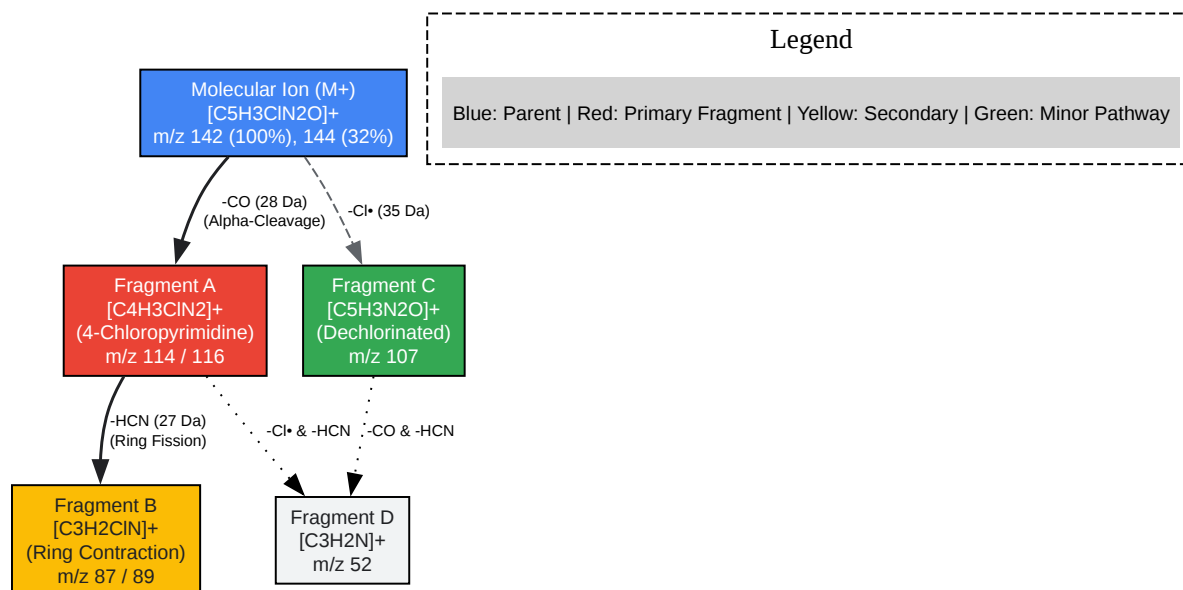 Legend
Blue: Parent | Red: Primary Fragment | Yellow: Secondary | Green: Minor Pathway
Molecular Ion (M+)
[C5H3ClN2O]+
m/z 142 (100%), 144 (32%)
-CO (28 Da)
(Alpha-Cleavage)
-Cl• (35 Da)
Fragment A
[C4H3ClN2]+
(4-Chloropyrimidine)
m/z 114 / 116
Fragment C
[C5H3N2O]+
(Dechlorinated)
m/z 107
-HCN (27 Da)
(Ring Fission)
-Cl• & -HCN
-CO & -HCN
Fragment B
[C3H2ClN]+
(Ring Contraction)
m/z 87 / 89
Fragment D
[C3H2N]+
m/z 52